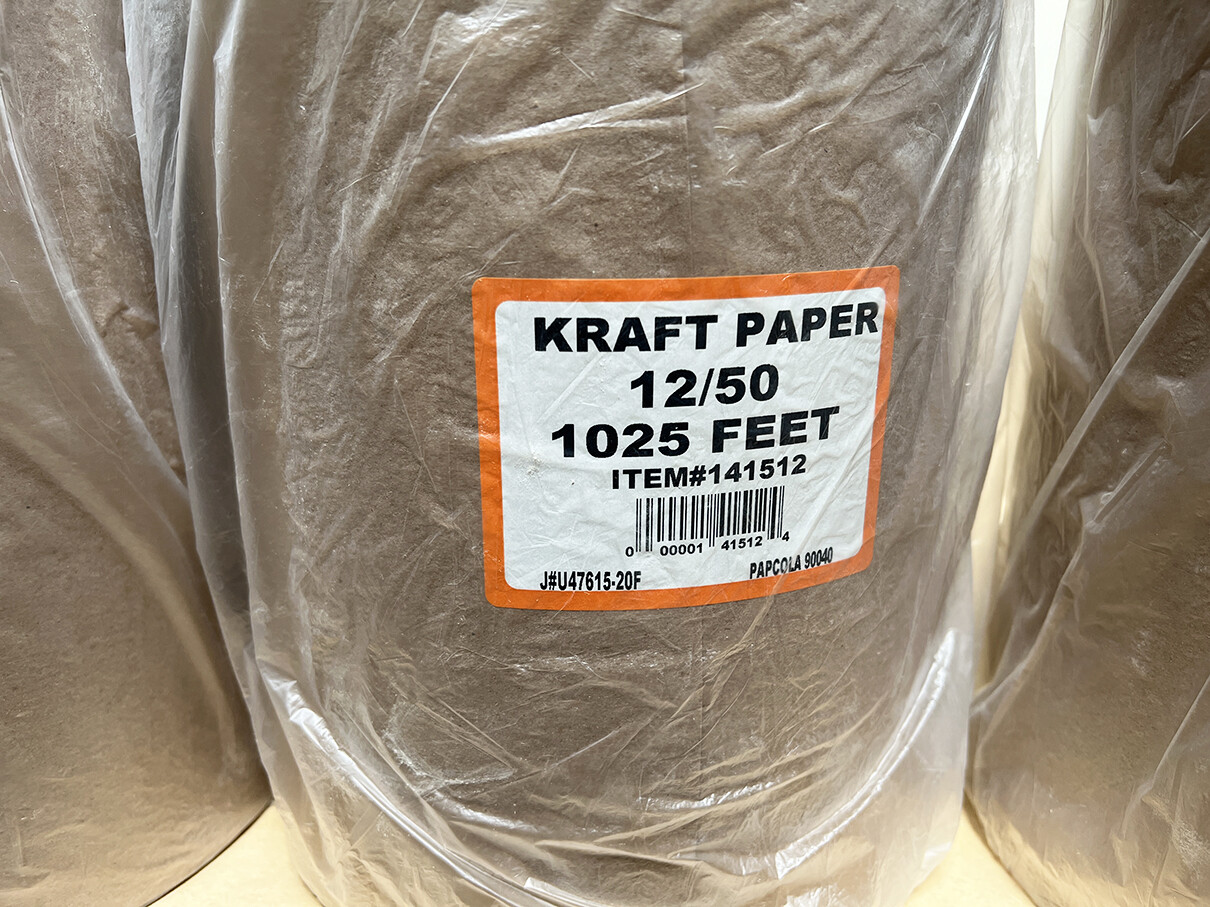 KRAFT PAPER
12/50
1025 FEET
ITEM#141512
0 00001 41512 4
J#U47615-20F PAPCOLA 90040